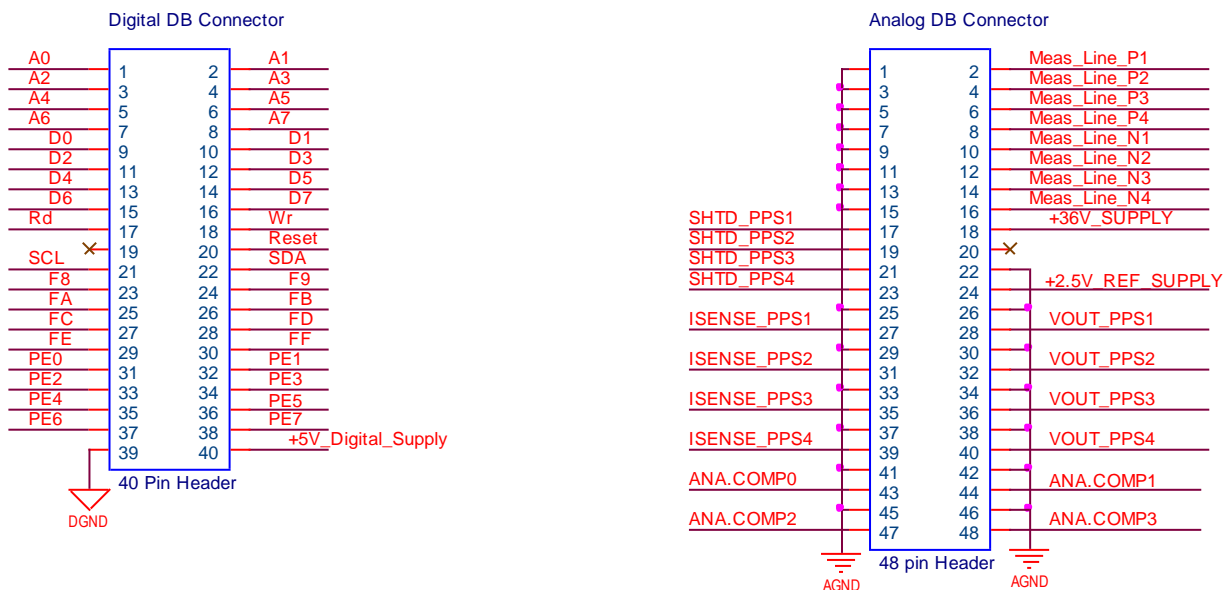 Digital DB Connector
A0 1 2 A1
A2 3 4 A3
A4 5 6 A5
A6 7 8 A7
D0 9 10 D1
D2 11 12 D3
D4 13 14 D5
D6 15 16 D7
Rd 17 18 Wr
19 20 Reset
SCL 21 22 SDA
F8 23 24 F9
FA 25 26 FB
FC 27 28 FD
FE 29 30 FF
PE0 31 32 PE1
PE2 33 34 PE3
PE4 35 36 PE5
PE6 37 38 PE7
39 40 +5V_Digital_Supply
40 Pin Header
DGND
Analog DB Connector
1 2 Meas_Line_P1
3 4 Meas_Line_P2
5 6 Meas_Line_P3
7 8 Meas_Line_P4
9 10 Meas_Line_N1
11 12 Meas_Line_N2
13 14 Meas_Line_N3
15 16 Meas_Line_N4
SHTD_PPS1 17 18 +36V_SUPPLY
SHTD_PPS2 19 20
SHTD_PPS3 21 22
SHTD_PPS4 23 24 +2.5V_REF_SUPPLY
25 26
ISENSE_PPS1 27 28 VOUT_PPS1
29 30
ISENSE_PPS2 31 32 VOUT_PPS2
33 34
ISENSE_PPS3 35 36 VOUT_PPS3
37 38
ISENSE_PPS4 39 40 VOUT_PPS4
41 42
ANA.COMP0 43 44 ANA.COMP1
45 46
ANA.COMP2 47 48 ANA.COMP3
48 pin Header
AGND
AGND